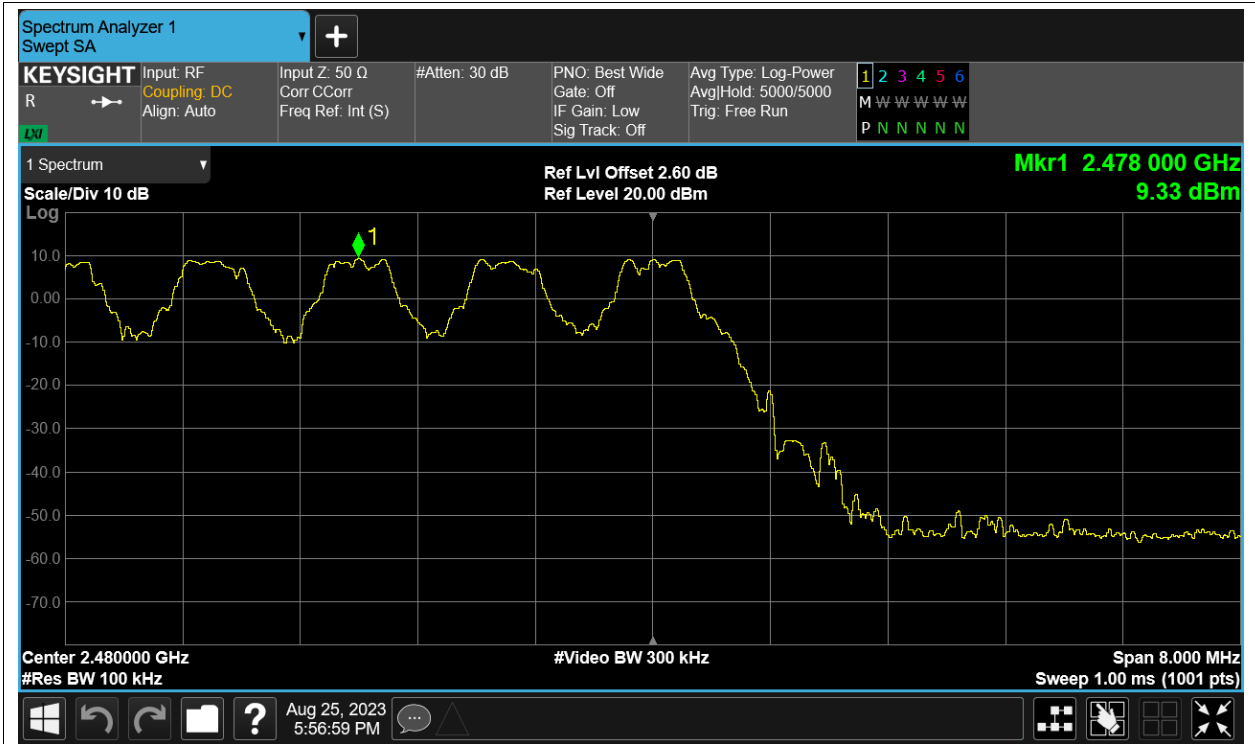 Spectrum Analyzer 1
Swept SA
KEYSIGHT
R
LXI
Input: RF
Coupling: DC
Align: Auto
Input Z: 50 Ω
Corr CCorr
Freq Ref: Int (S)
#Atten: 30 dB
PNO: Best Wide
Gate: Off
IF Gain: Low
Sig Track: Off
Avg Type: Log-Power
Avg|Hold: 5000/5000
Trig: Free Run
1 2 3 4 5 6
M W W W W W
P N N N N N
1 Spectrum
Scale/Div 10 dB
Log
Ref Lvl Offset 2.60 dB
Ref Level 20.00 dBm
Mkr1 2.478 000 GHz
9.33 dBm
1
10.0
0.00
-10.0
-20.0
-30.0
-40.0
-50.0
-60.0
-70.0
Center 2.480000 GHz
#Res BW 100 kHz
#Video BW 300 kHz
Span 8.000 MHz
Sweep 1.00 ms (1001 pts)
?
Aug 25, 2023
5:56:59 PM